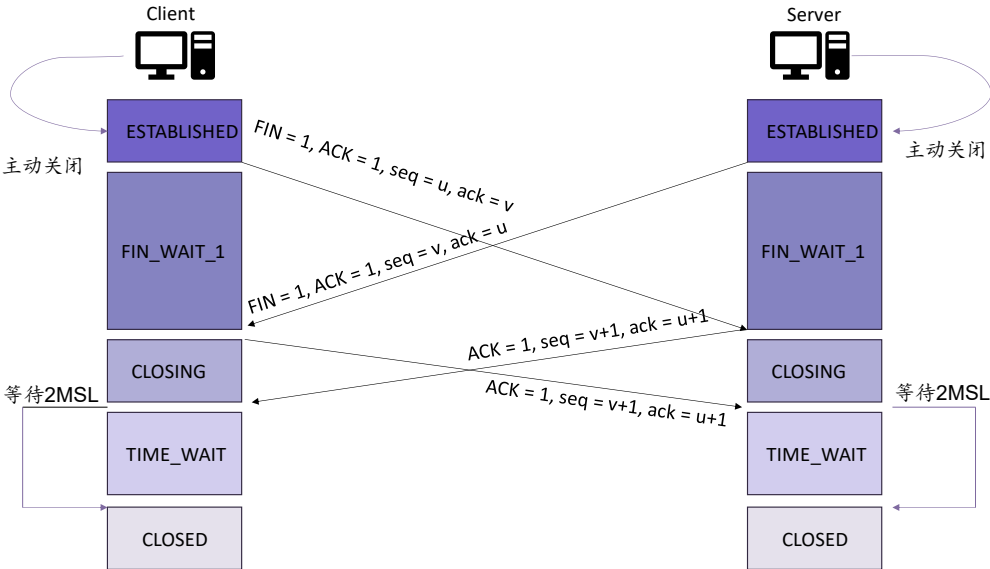 Client
Server
ESTABLISHED
FIN = 1, ACK = 1, seq = u, ack = v
ESTABLISHED
主动关闭
主动关闭
FIN_WAIT_1
FIN = 1, ACK = 1, seq = v, ack = u
FIN_WAIT_1
ACK = 1, seq = v+1, ack = u+1
CLOSING
CLOSING
ACK = 1, seq = v+1, ack = u+1
等待2MSL
等待2MSL
TIME_WAIT
TIME_WAIT
CLOSED
CLOSED